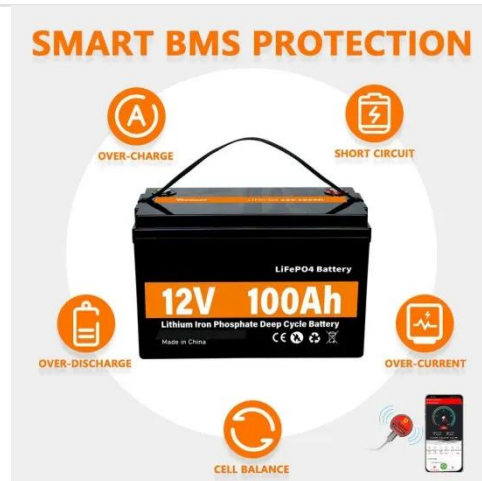 SMART BMS PROTECTION
OVER-CHARGE
SHORT CIRCUIT
LiFePO4 Battery
12V 100Ah
Lithium Iron Phosphate Deep Cycle Battery
Made in China
CE
OVER-DISCHARGE
OVER-CURRENT
CELL BALANCE